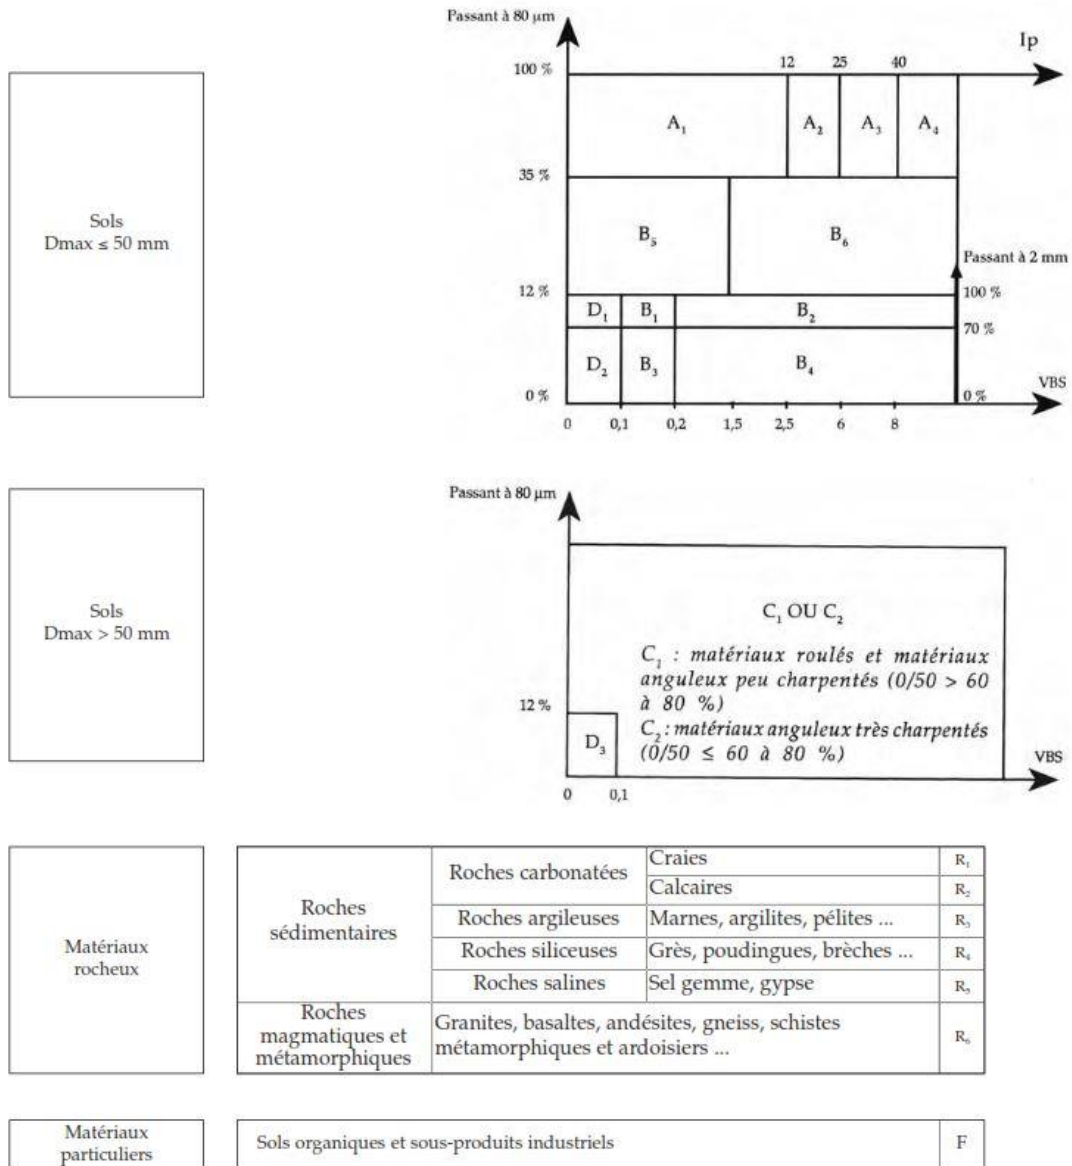 Passant à 80 µm
Ip
12 25 40
100 %
A₁ A₂ A₃ A₄
35 %
Sols
Dmax ≤ 50 mm
B₅ B₆
Passant à 2 mm
12 % 100 %
D₁ B₁ B₂
70 %
D₂ B₃ B₄
VBS
0 % 0 %
0 0,1 0,2 1,5 2,5 6 8
Passant à 80 µm
Sols
Dmax > 50 mm
C₁ OU C₂
C₁ : matériaux roulés et matériaux
anguleux peu charpentés (0/50 > 60
à 80 %)
C₂ : matériaux anguleux très charpentés
(0/50 ≤ 60 à 80 %)
12 %
D₃
VBS
0 0,1
Matériaux
rocheux
Roches
sédimentaires
Roches carbonatées
Craies R₁
Calcaires R₂
Roches argileuses Marnes, argilites, pélites ... R₃
Roches siliceuses Grès, poudingues, brèches ... R₄
Roches salines Sel gemme, gypse R₅
Roches
magmatiques et
métamorphiques
Granites, basaltes, andésites, gneiss, schistes
métamorphiques et ardoisiers ... R₆
Matériaux
particuliers
Sols organiques et sous-produits industriels F